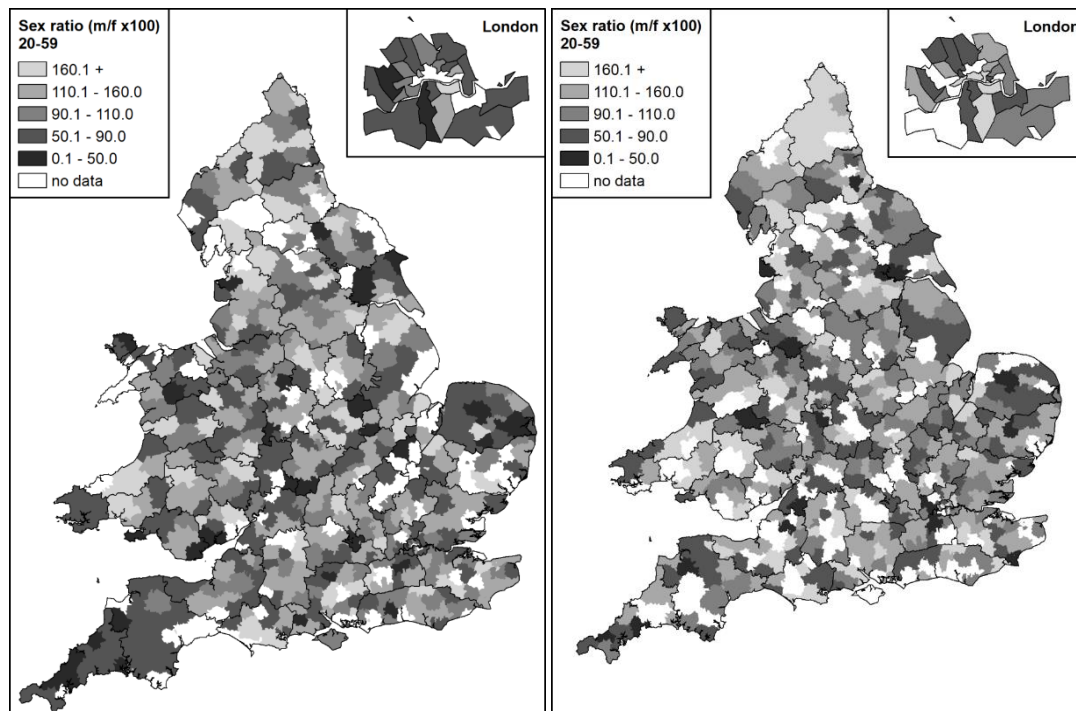 Sex ratio (m/f x100)
20-59
160.1 +
110.1 - 160.0
90.1 - 110.0
50.1 - 90.0
0.1 - 50.0
no data
London
Sex ratio (m/f x100)
20-59
160.1 +
110.1 - 160.0
90.1 - 110.0
50.1 - 90.0
0.1 - 50.0
no data
London